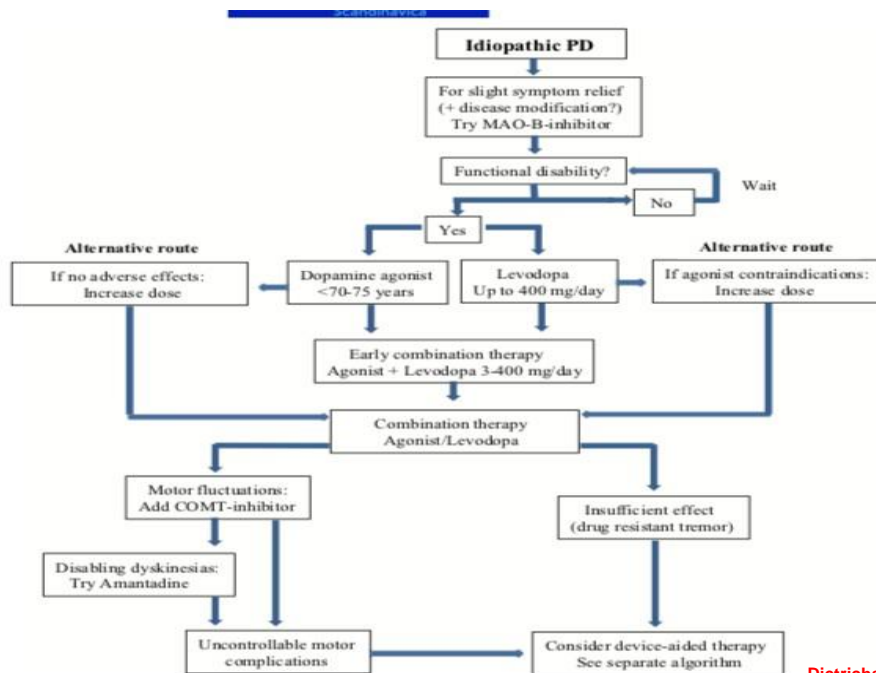 Scandinavica
Idiopathic PD
For slight symptom relief
(+ disease modification?)
Try MAO-B-inhibitor
Functional disability?
No
Wait
Yes
Alternative route
If no adverse effects:
Increase dose
Dopamine agonist
<70-75 years
Levodopa
Up to 400 mg/day
Alternative route
If agonist contraindications:
Increase dose
Early combination therapy
Agonist + Levodopa 3-400 mg/day
Combination therapy
Agonist/Levodopa
Motor fluctuations:
Add COMT-inhibitor
Insufficient effect
(drug resistant tremor)
Disabling dyskinesias:
Try Amantadine
Uncontrollable motor
complications
Consider device-aided therapy
See separate algorithm